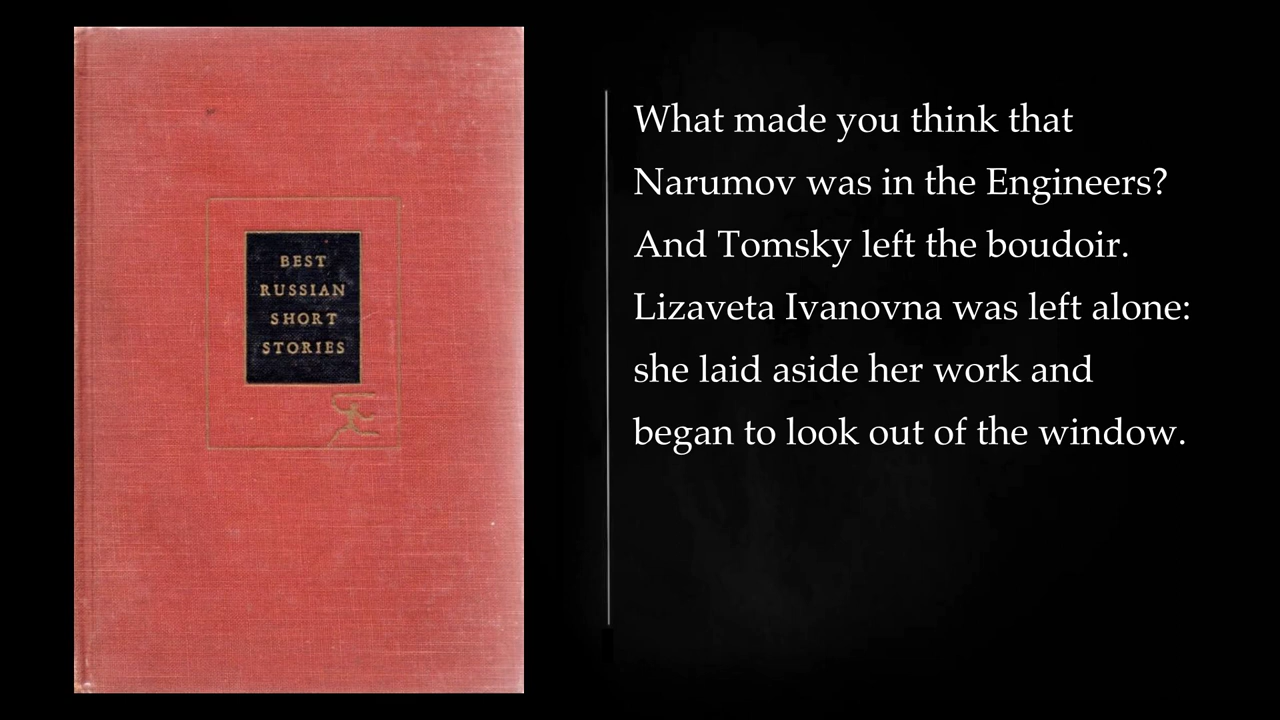 BEST
RUSSIAN
SHORT
STORIES
What made you think that
Narumov was in the Engineers?
And Tomsky left the boudoir.
Lizaveta Ivanovna was left alone:
she laid aside her work and
began to look out of the window.